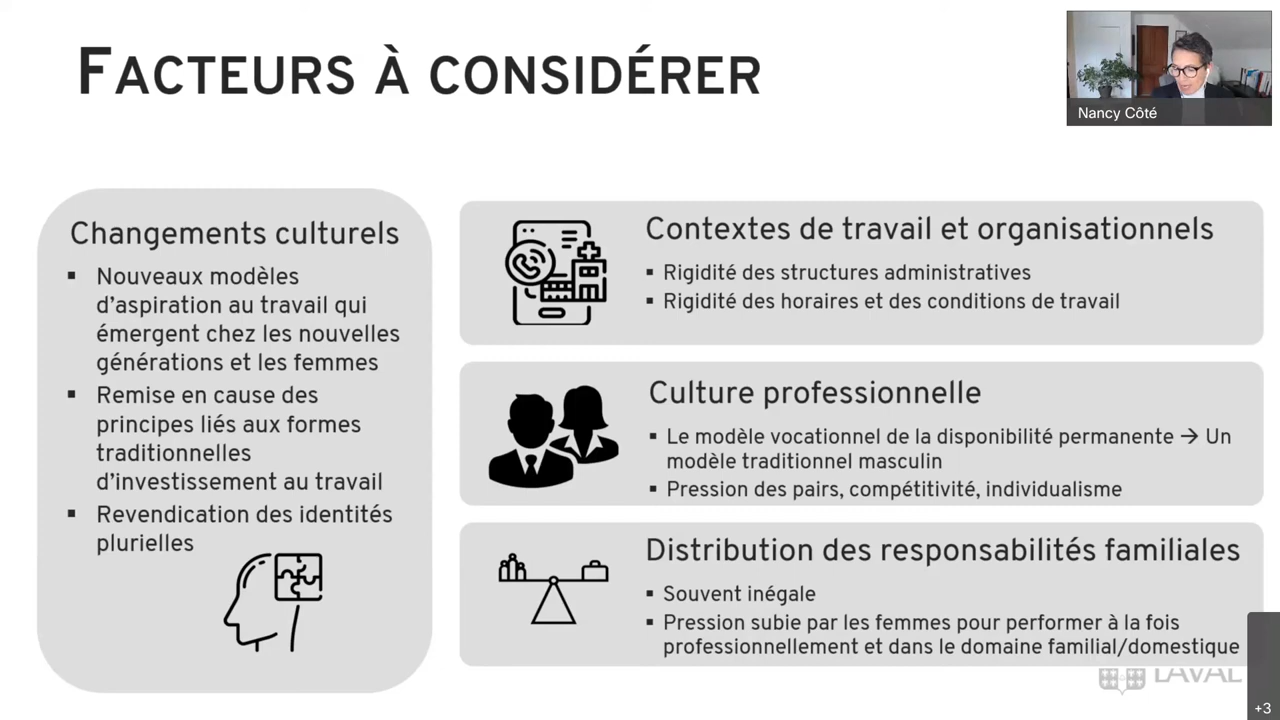 FACTEURS À CONSIDÉRER
Nancy Côté
Changements culturels
▪ Nouveaux modèles
d'aspiration au travail qui
émergent chez les nouvelles
générations et les femmes
▪ Remise en cause des
principes liés aux formes
traditionnelles
d'investissement au travail
▪ Revendication des identités
plurielles
Contextes de travail et organisationnels
▪ Rigidité des structures administratives
▪ Rigidité des horaires et des conditions de travail
Culture professionnelle
▪ Le modèle vocationnel de la disponibilité permanente → Un
modèle traditionnel masculin
▪ Pression des pairs, compétitivité, individualisme
Distribution des responsabilités familiales
▪ Souvent inégale
▪ Pression subie par les femmes pour performer à la fois
professionnellement et dans le domaine familial/domestique
LAVAL
+3